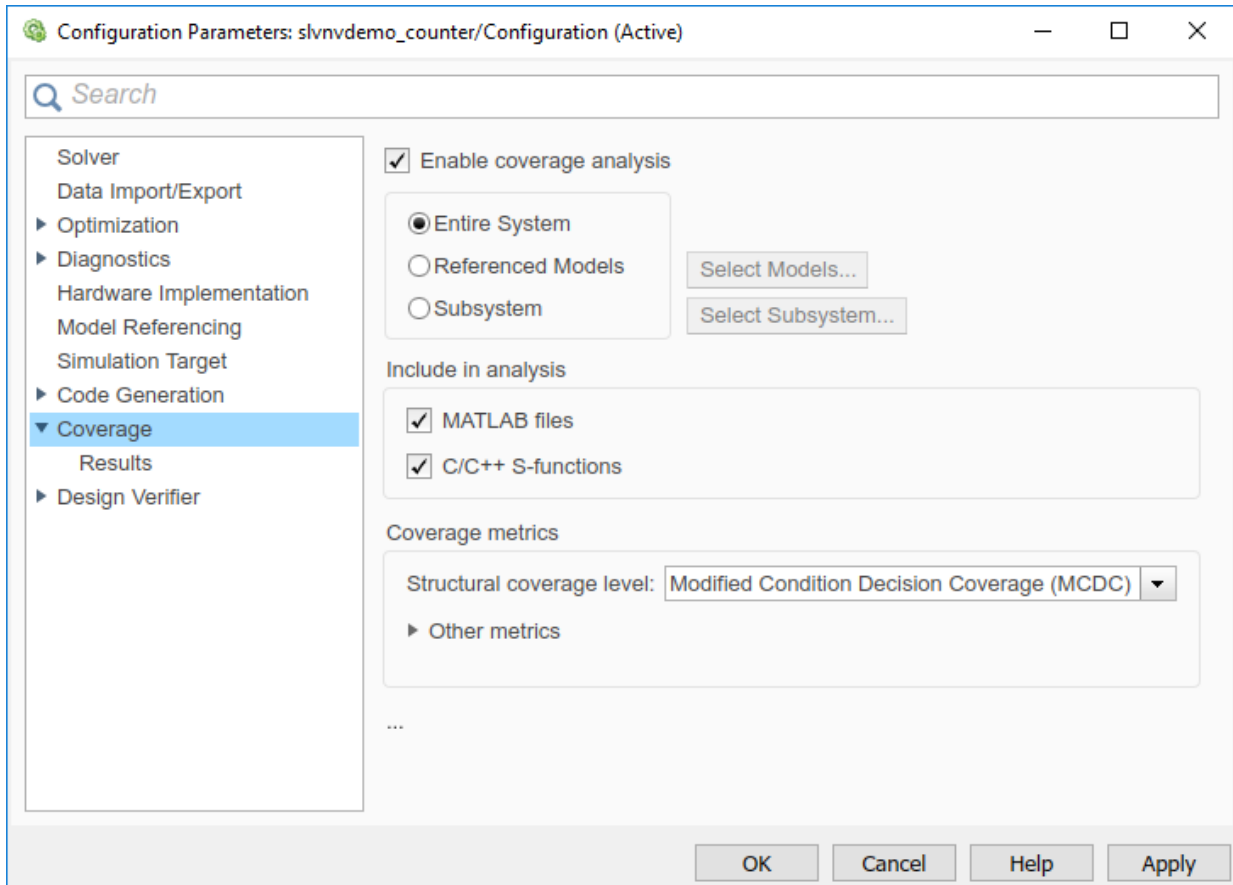 Configuration Parameters: slvnvdemo_counter/Configuration (Active)
Search
Solver
Data Import/Export
Optimization
Diagnostics
Hardware Implementation
Model Referencing
Simulation Target
Code Generation
Coverage
Results
Design Verifier
Enable coverage analysis
Entire System
Referenced Models
Select Models...
Subsystem
Select Subsystem...
Include in analysis
MATLAB files
C/C++ S-functions
Coverage metrics
Structural coverage level: Modified Condition Decision Coverage (MCDC)
Other metrics
...
OK Cancel Help Apply